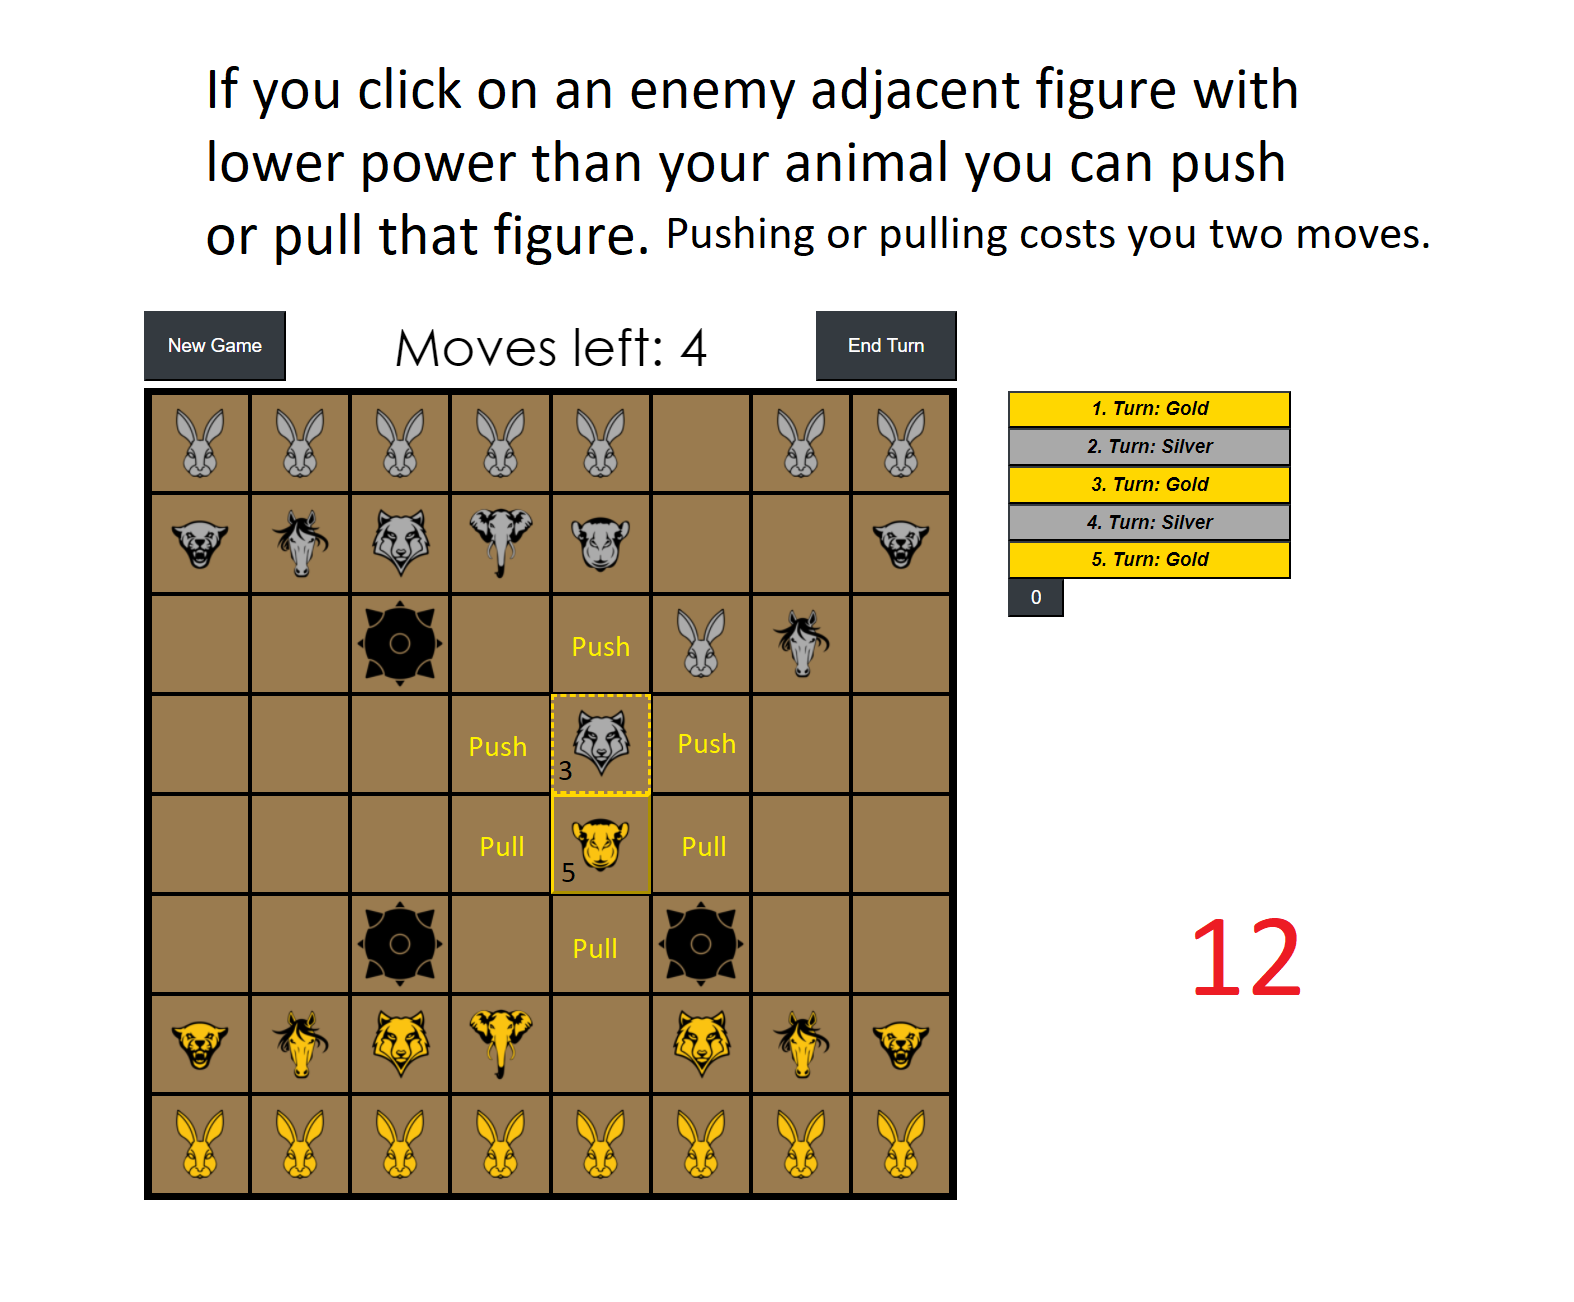 If you click on an enemy adjacent figure with
lower power than your animal you can push
or pull that figure. Pushing or pulling costs you two moves.
New Game
Moves left: 4
End Turn
1. Turn: Gold
2. Turn: Silver
3. Turn: Gold
4. Turn: Silver
5. Turn: Gold
0
Push
Push
3
Push
Pull
5
Pull
Pull
12